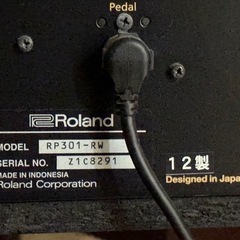 Pedal
Roland
MODEL RP301-RW
SERIAL NO. Z1C8291
MADE IN INDONESIA
Roland Corporation
12製
Designed in Japan